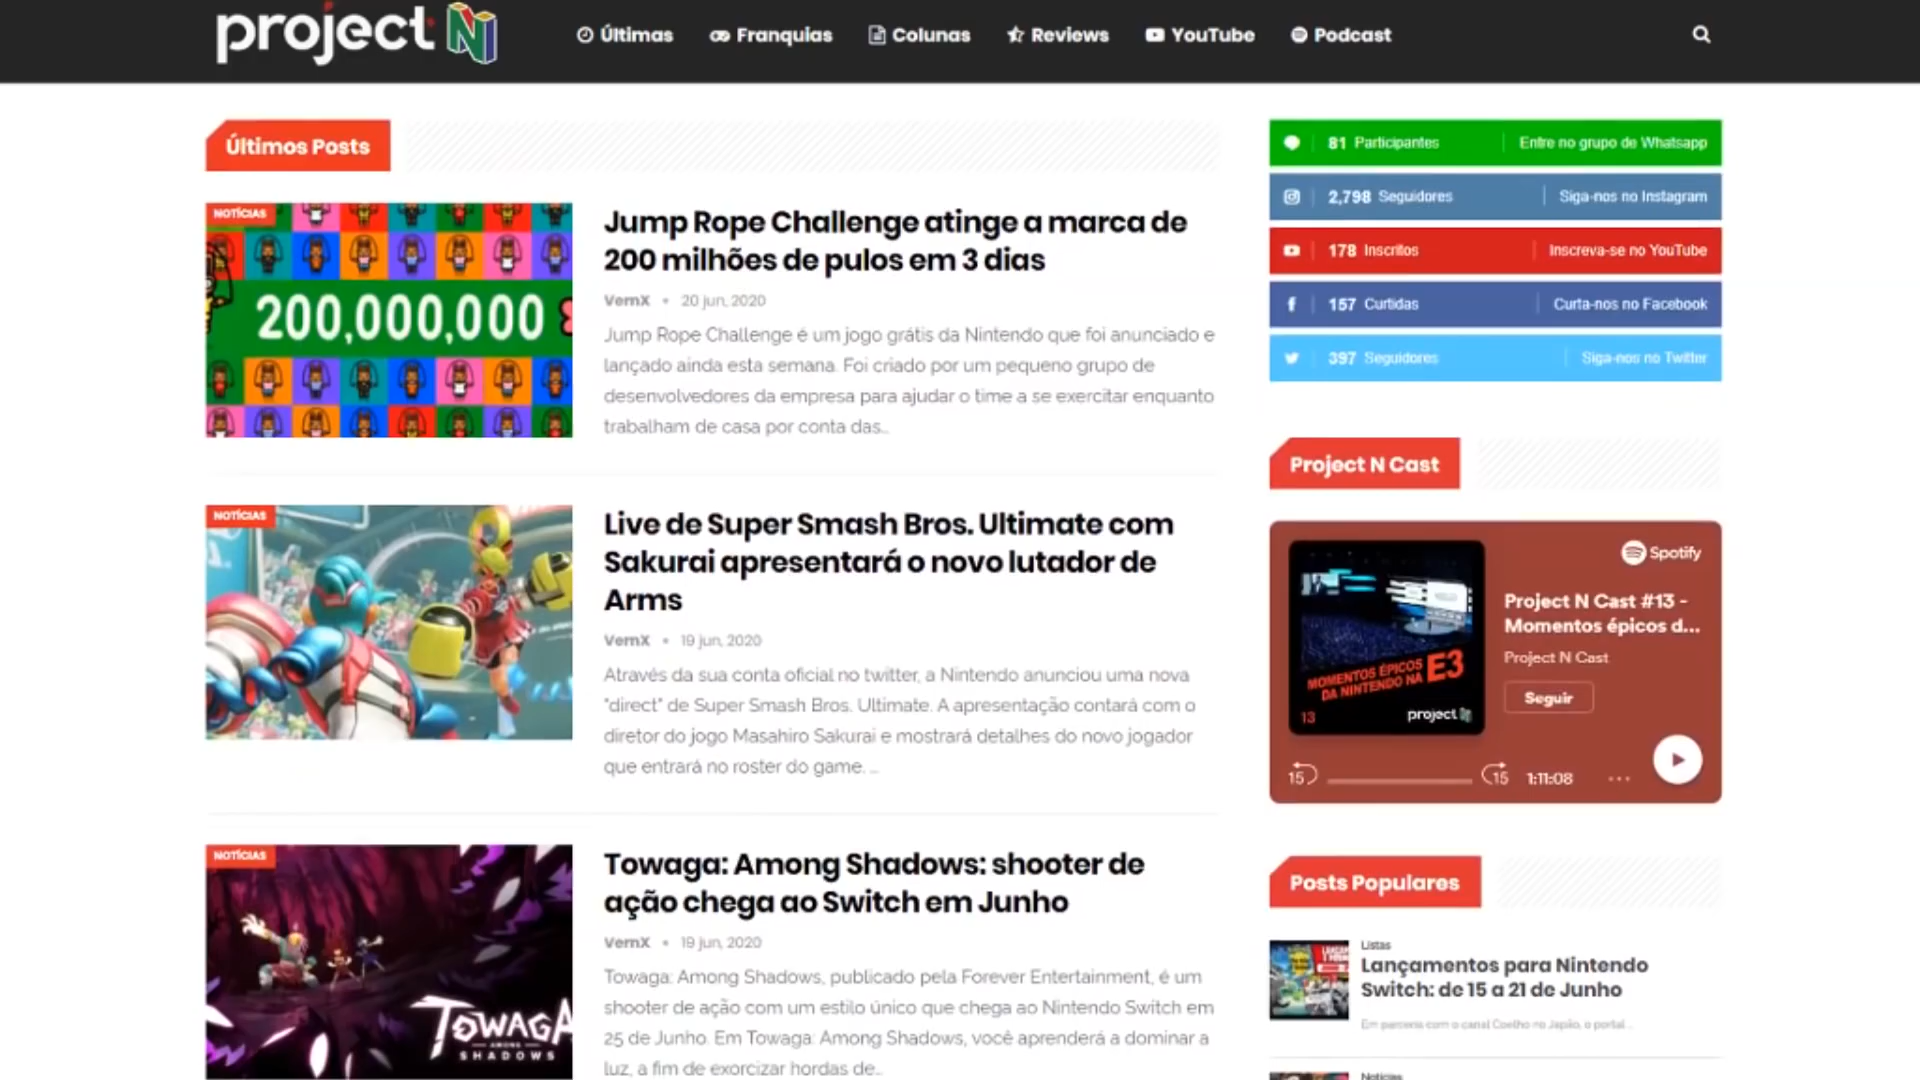 project N
Últimas
Franquias
Colunas
Reviews
YouTube
Podcast
Últimos Posts
NOTÍCIAS
200,000,000
Jump Rope Challenge atinge a marca de
200 milhões de pulos em 3 dias
VernX • 20 jun, 2020
Jump Rope Challenge é um jogo grátis da Nintendo que foi anunciado e
lançado ainda esta semana. Foi criado por um pequeno grupo de
desenvolvedores da empresa para ajudar o time a se exercitar enquanto
trabalham de casa por conta das...
NOTÍCIAS
Live de Super Smash Bros. Ultimate com
Sakurai apresentará o novo lutador de
Arms
VernX • 19 jun, 2020
Através da sua conta oficial no twitter, a Nintendo anunciou uma nova
"direct" de Super Smash Bros. Ultimate. A apresentação contará com o
diretor do jogo Masahiro Sakurai e mostrará detalhes do novo jogador
que entrará no roster do game. ...
NOTÍCIAS
TOWAGA
AMONG
SHADOWS
Towaga: Among Shadows: shooter de
ação chega ao Switch em Junho
VernX • 19 jun, 2020
Towaga: Among Shadows, publicado pela Forever Entertainment, é um
shooter de ação com um estilo único que chega ao Nintendo Switch em
25 de Junho. Em Towaga: Among Shadows, você aprenderá a dominar a
luz, a fim de exorcizar hordas de...
81 Participantes Entre no grupo de Whatsapp
2,798 Seguidores Siga-nos no Instagram
178 Inscritos Inscreva-se no YouTube
157 Curtidas Curta-nos no Facebook
397 Seguidores Siga-nos no Twitter
Project N Cast
Spotify
MOMENTOS ÉPICOS
DA NINTENDO NA E3
13 project N
Project N Cast #13 -
Momentos épicos d...
Project N Cast
Seguir
15 15 1:11:08 ...
Posts Populares
Listas
Lançamentos para Nintendo
Switch: de 15 a 21 de Junho
Em parceria com o canal Coelho no Japão, o portal ...
Notícias